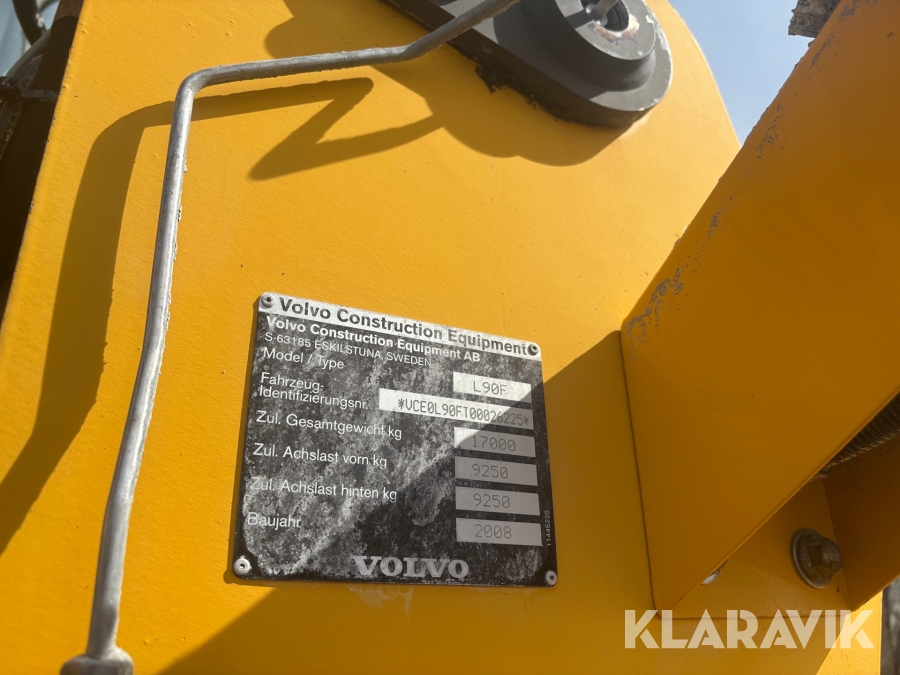 Volvo Construction Equipment
Volvo Construction Equipment AB
S-63185 ESKILSTUNA, SWEDEN
Model / Type L90F
Fahrzeug-
Identifizierungsnr. *VCE0L90FT00026225*
Zul. Gesamtgewicht kg 17000
Zul. Achslast vorn kg 9250
Zul. Achslast hinten kg 9250
Baujahr 2008
11445225
VOLVO
KLARAVIK